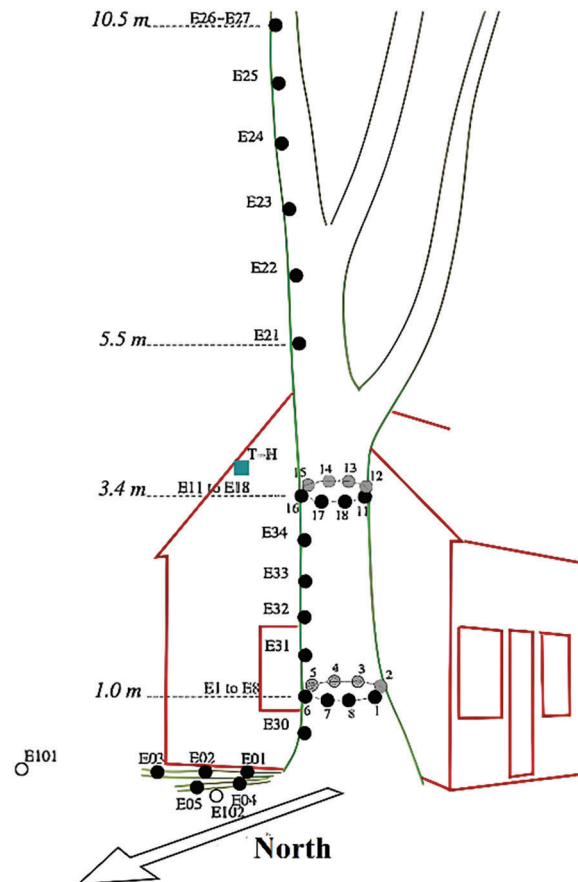 10.5 m
E26-E27
E25
E24
E23
E22
5.5 m
E21
T-H
15 14 13 12
E11 to E18
3.4 m
16 17 18 11
E34
E33
E32
E31
5 4 3 2
E1 to E8
1.0 m
6 7 8 1
E30
E101
E03 E02 E01
E05 E04
E102
North